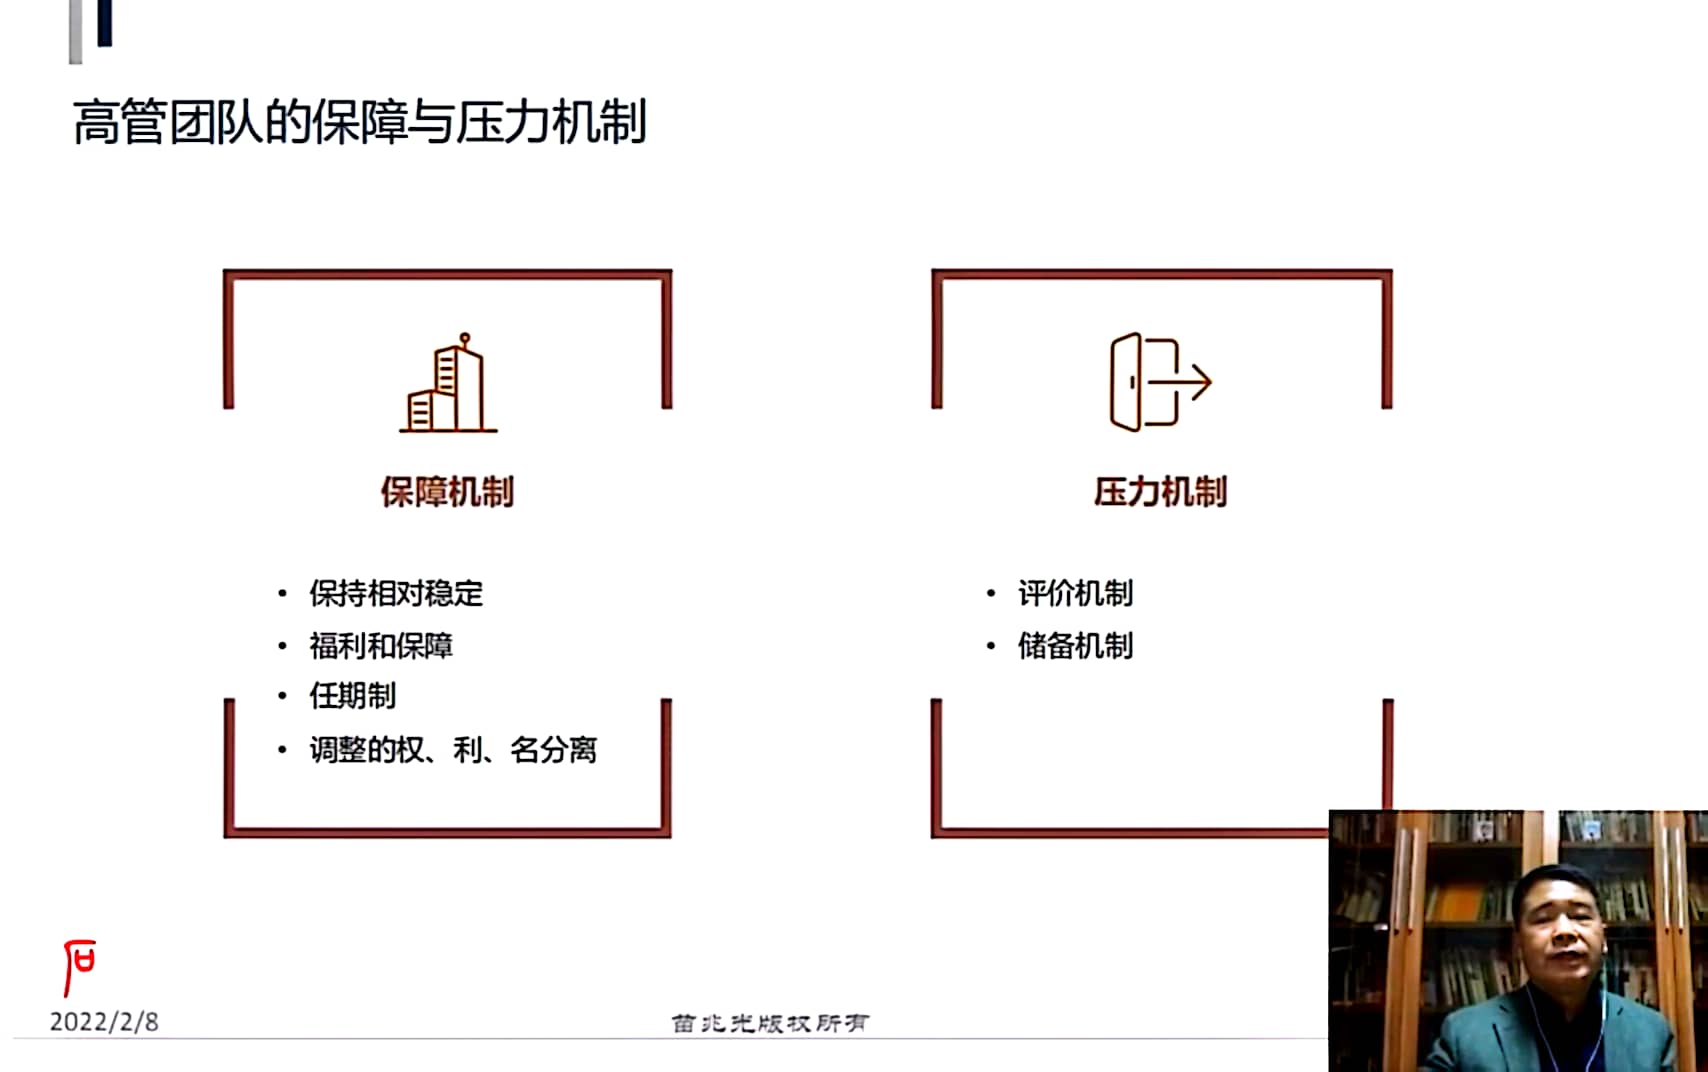 高管团队的保障与压力机制
保障机制
• 保持相对稳定
• 福利和保障
• 任期制
• 调整的权、利、名分离
压力机制
• 评价机制
• 储备机制
2022/2/8
苗兆光版权所有